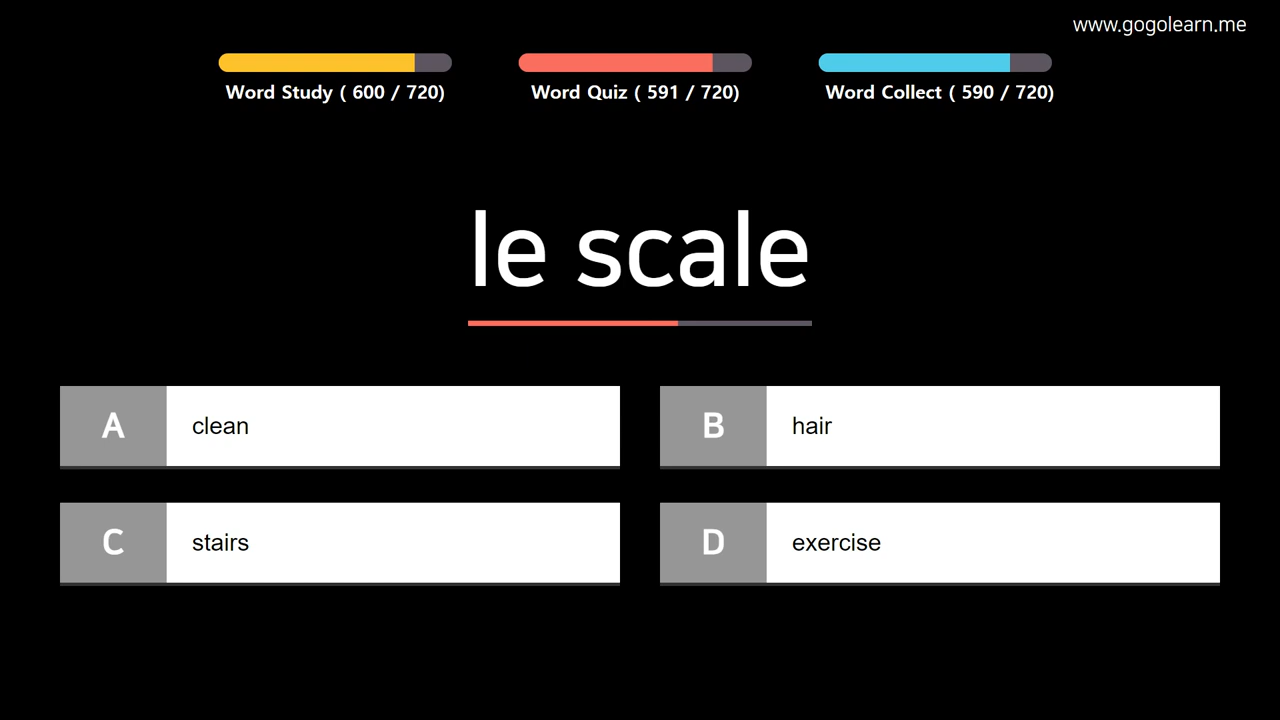 www.gogolearn.me
Word Study ( 600 / 720)
Word Quiz ( 591 / 720)
Word Collect ( 590 / 720)
le scale
A clean
B hair
C stairs
D exercise